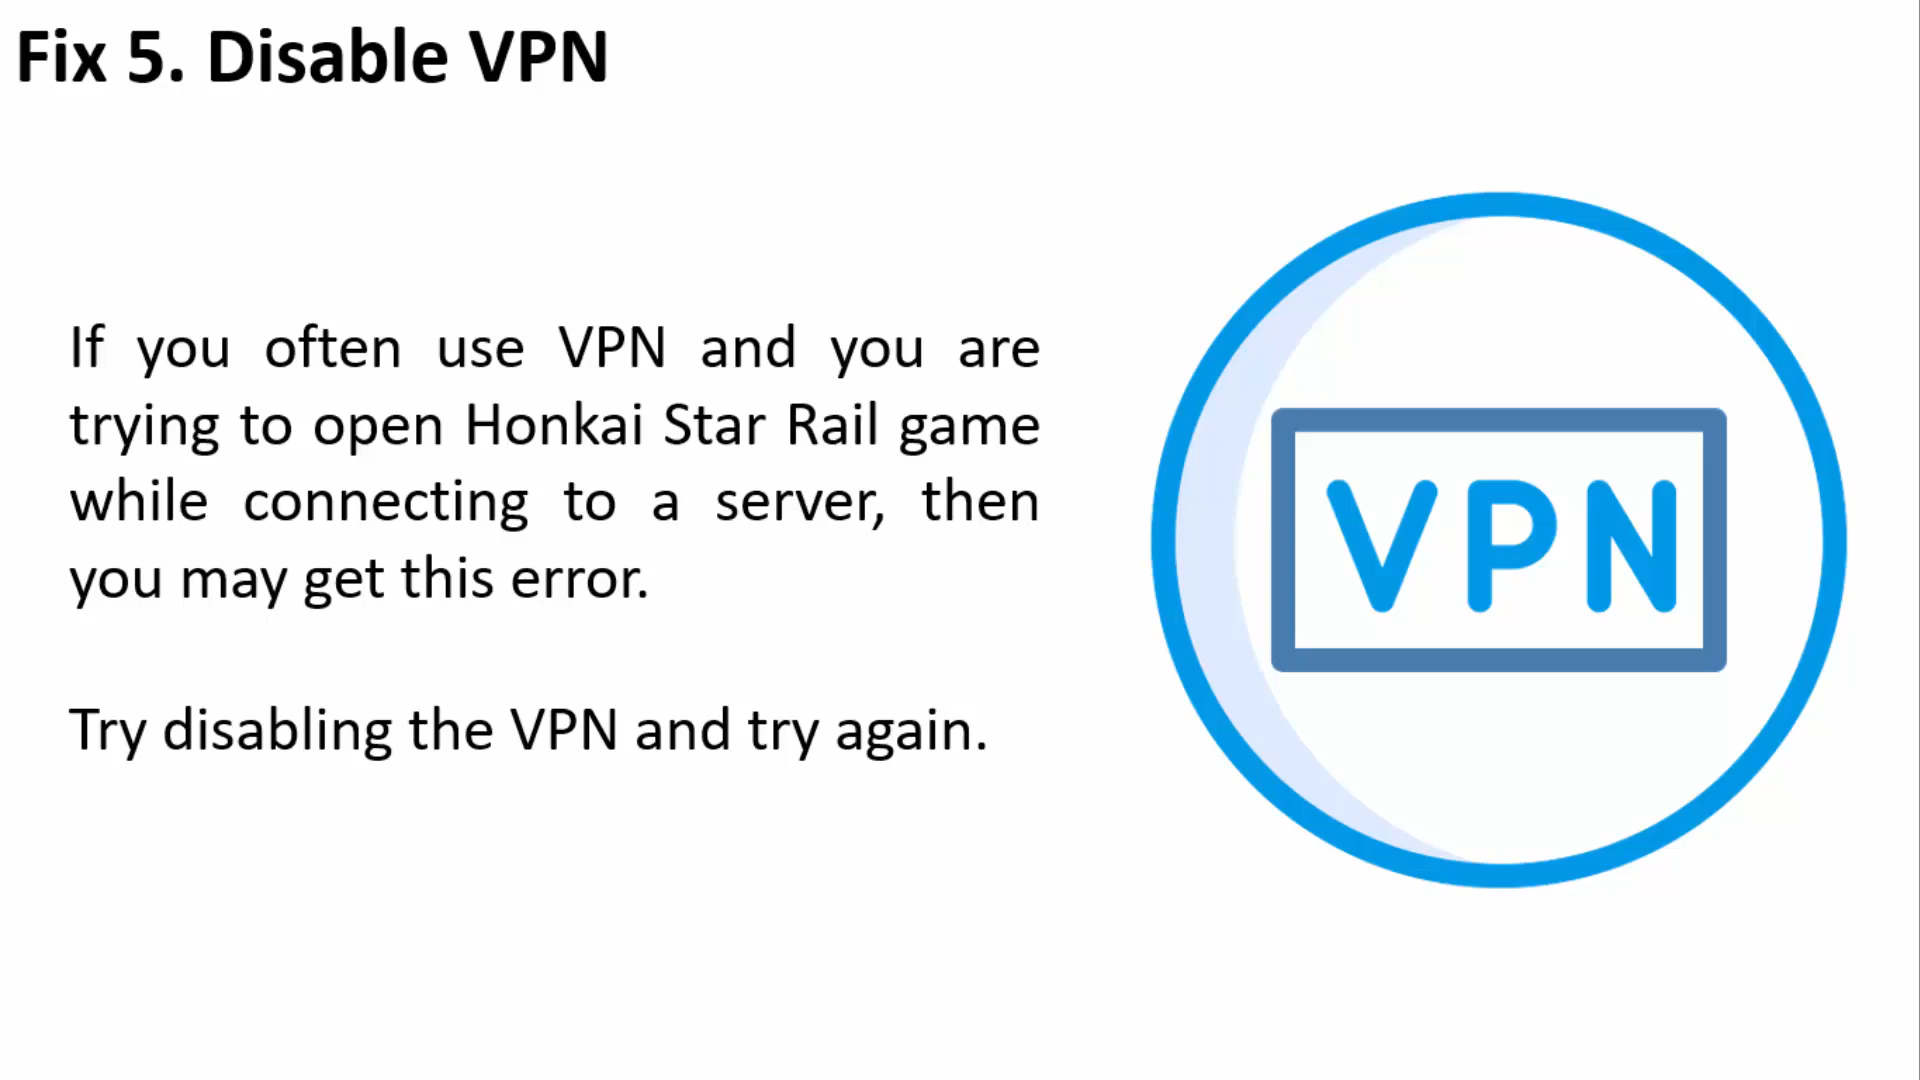 Fix 5. Disable VPN
If you often use VPN and you are
trying to open Honkai Star Rail game
while connecting to a server, then
you may get this error.
Try disabling the VPN and try again.
VPN